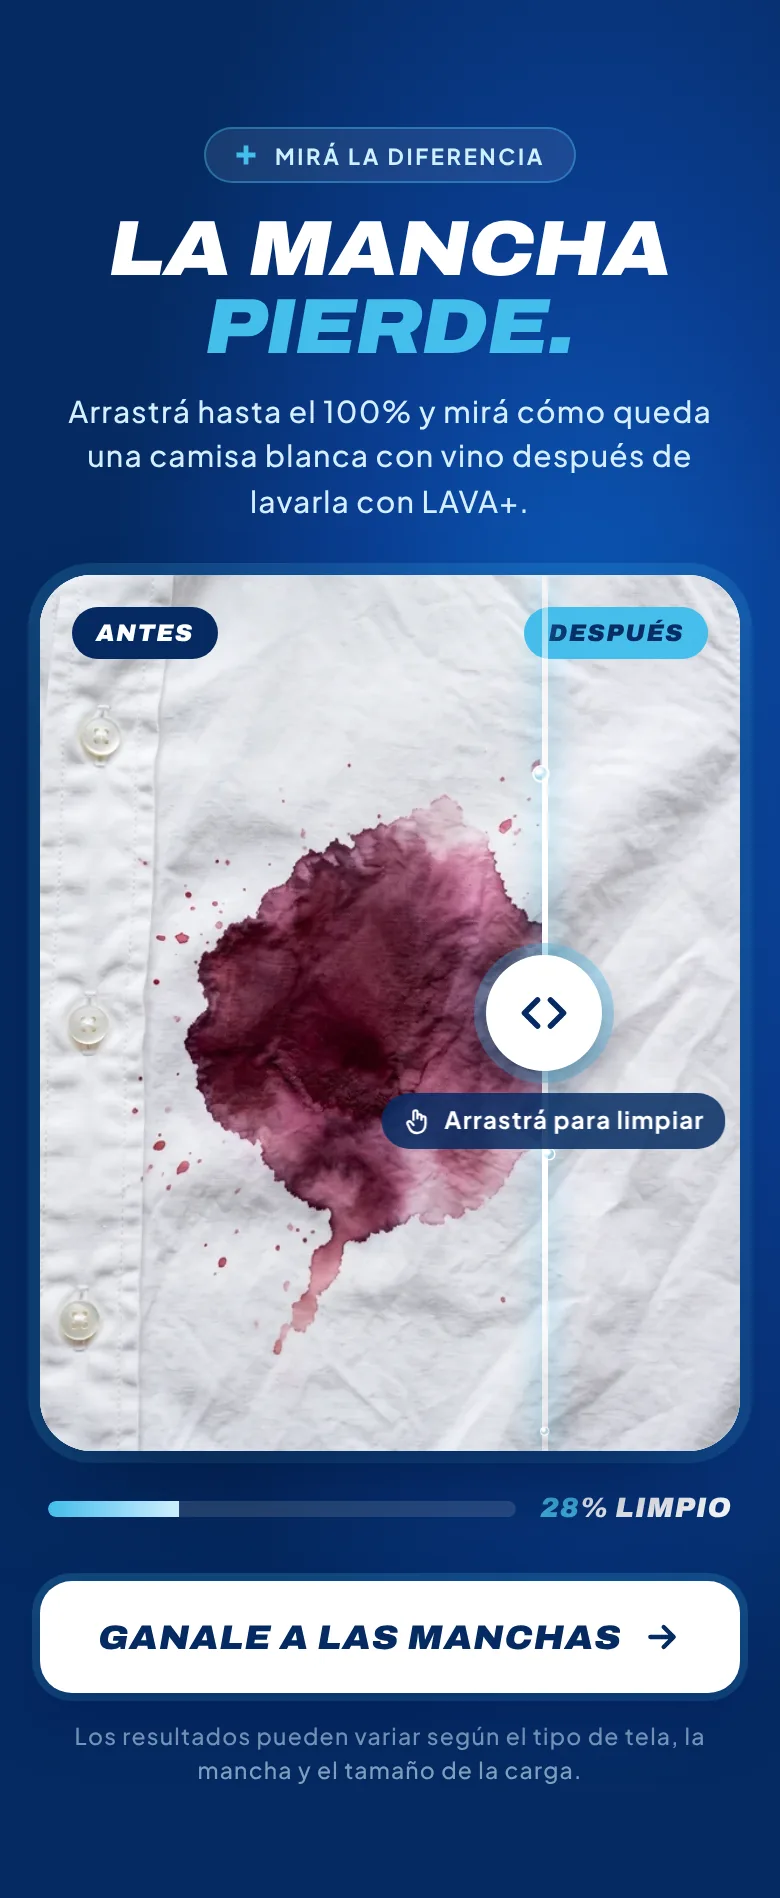 MIRÁ LA DIFERENCIA
LA MANCHA
PIERDE.
Arrastrá hasta el 100% y mirá cómo queda
una camisa blanca con vino después de
lavarla con LAVA+.
ANTES
DESPUÉS
Arrastrá para limpiar
28% LIMPIO
GANALE A LAS MANCHAS →
Los resultados pueden variar según el tipo de tela, la
mancha y el tamaño de la carga.